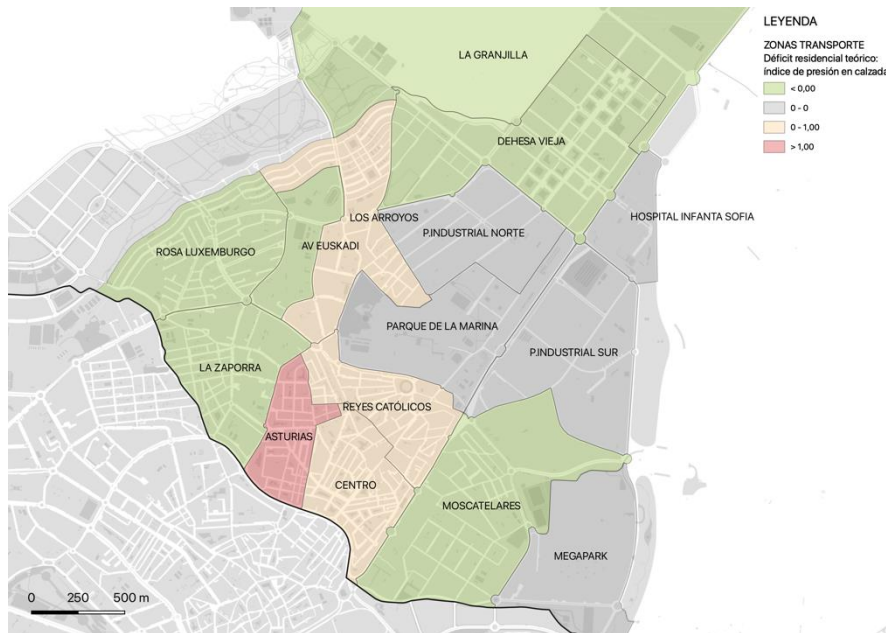 LEYENDA
ZONAS TRANSPORTE
Déficit residencial teórico:
índice de presión en calzada
< 0,00
0 - 0
0 - 1,00
> 1,00
LA GRANJILLA
DEHESA VIEJA
HOSPITAL INFANTA SOFIA
LOS ARROYOS
P.INDUSTRIAL NORTE
ROSA LUXEMBURGO
AV EUSKADI
PARQUE DE LA MARINA
P.INDUSTRIAL SUR
LA ZAPORRA
REYES CATÓLICOS
ASTURIAS
CENTRO
MOSCATELARES
MEGAPARK
0 250 500 m